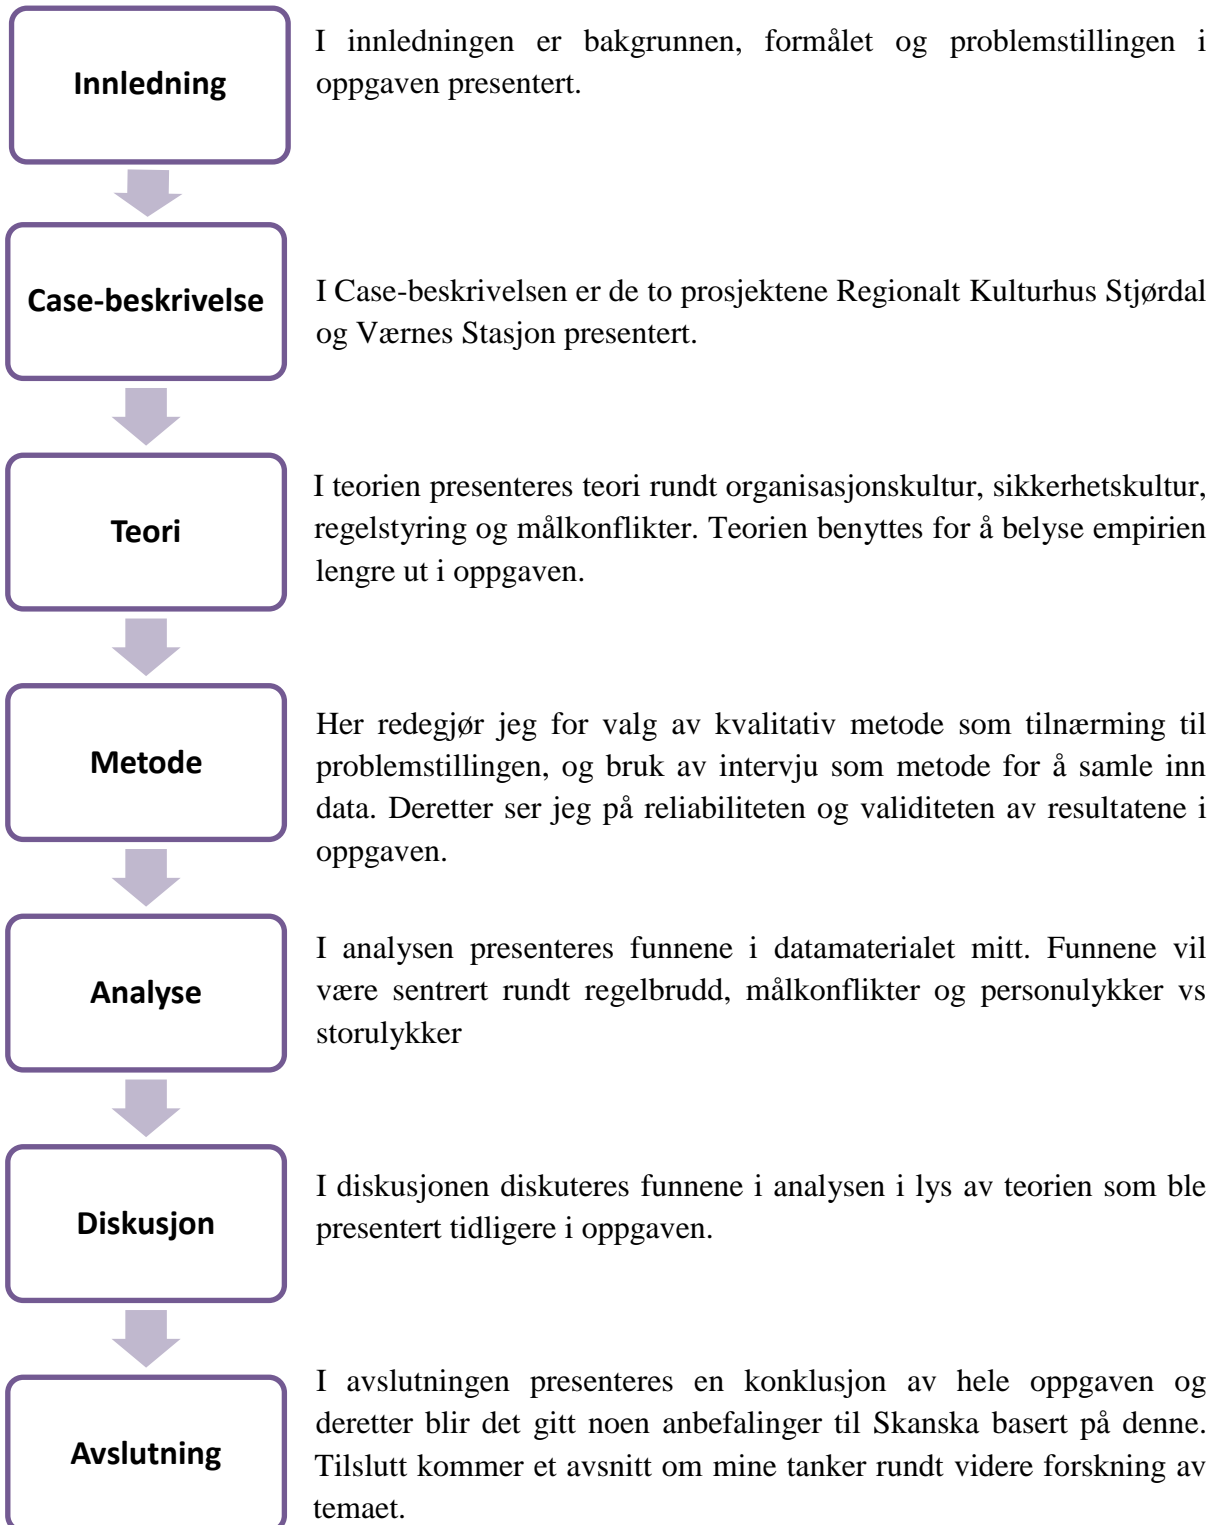 Innledning
I innledningen er bakgrunnen, formålet og problemstillingen i
oppgaven presentert.
Case-beskrivelse
I Case-beskrivelsen er de to prosjektene Regionalt Kulturhus Stjørdal
og Værnes Stasjon presentert.
Teori
I teorien presenteres teori rundt organisasjonskultur, sikkerhetskultur,
regelstyring og målkonflikter. Teorien benyttes for å belyse empirien
lengre ut i oppgaven.
Metode
Her redegjør jeg for valg av kvalitativ metode som tilnærming til
problemstillingen, og bruk av intervju som metode for å samle inn
data. Deretter ser jeg på reliabiliteten og validiteten av resultatene i
oppgaven.
Analyse
I analysen presenteres funnene i datamaterialet mitt. Funnene vil
være sentrert rundt regelbrudd, målkonflikter og personulykker vs
storulykker
Diskusjon
I diskusjonen diskuteres funnene i analysen i lys av teorien som ble
presentert tidligere i oppgaven.
Avslutning
I avslutningen presenteres en konklusjon av hele oppgaven og
deretter blir det gitt noen anbefalinger til Skanska basert på denne.
Tilslutt kommer et avsnitt om mine tanker rundt videre forskning av
temaet.